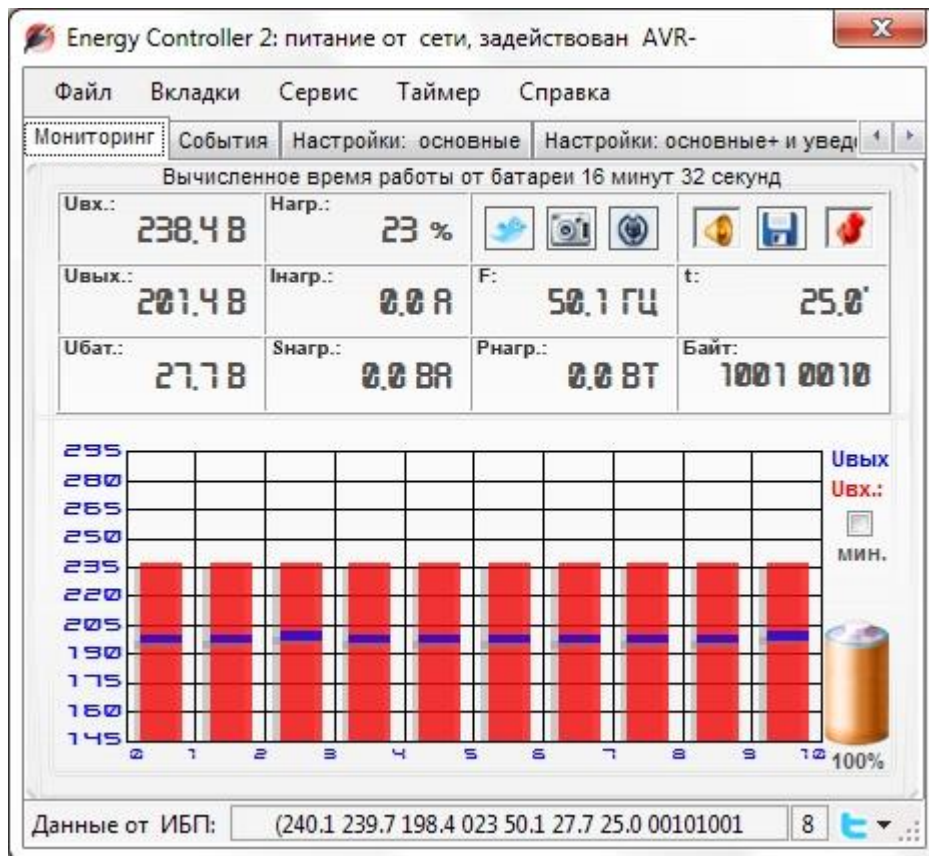 Energy Controller 2: питание от сети, задействован AVR-
Файл Вкладки Сервис Таймер Справка
Мониторинг События Настройки: основные Настройки: основные+ и увед
Вычисленное время работы от батареи 16 минут 32 секунд
Uвх.: 238.4 В Нагр.: 23 %
Uвых.: 201.4 В Iнагр.: 0.0 А F: 50.1 ГЦ t: 25.0°
Uбат.: 27.7 В Sнагр.: 0.0 ВА Pнагр.: 0.0 ВТ Байт: 1001 0010
295
280
265
250
235
220
205
190
175
160
145
0 1 2 3 4 5 6 7 8 9 10
Uвых
Uвх.:
мин.
100%
Данные от ИБП: (240.1 239.7 198.4 023 50.1 27.7 25.0 00101001 8